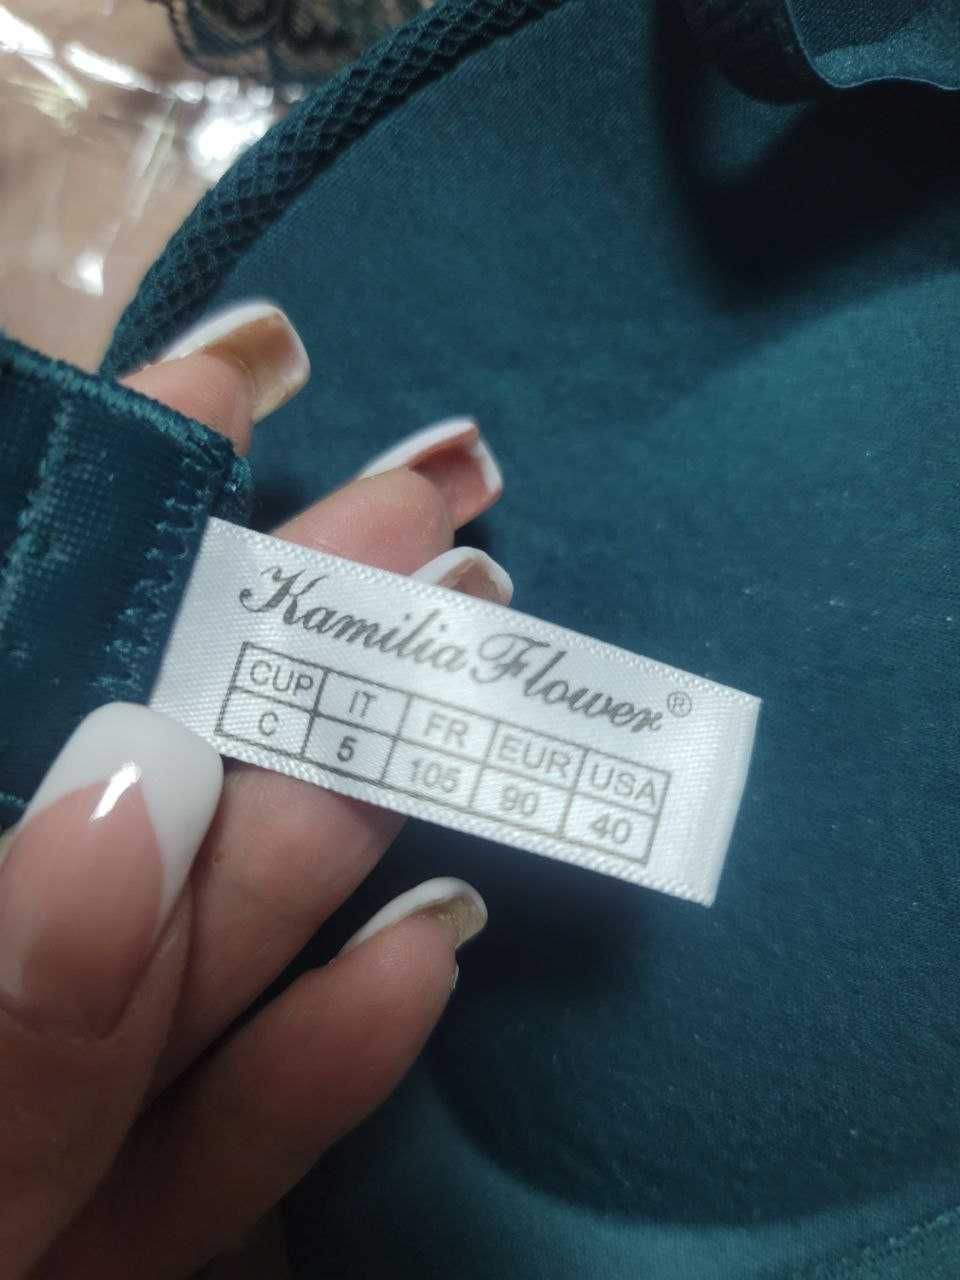 Kamilia Flower®
CUP IT FR EUR USA
C 5 105 90 40